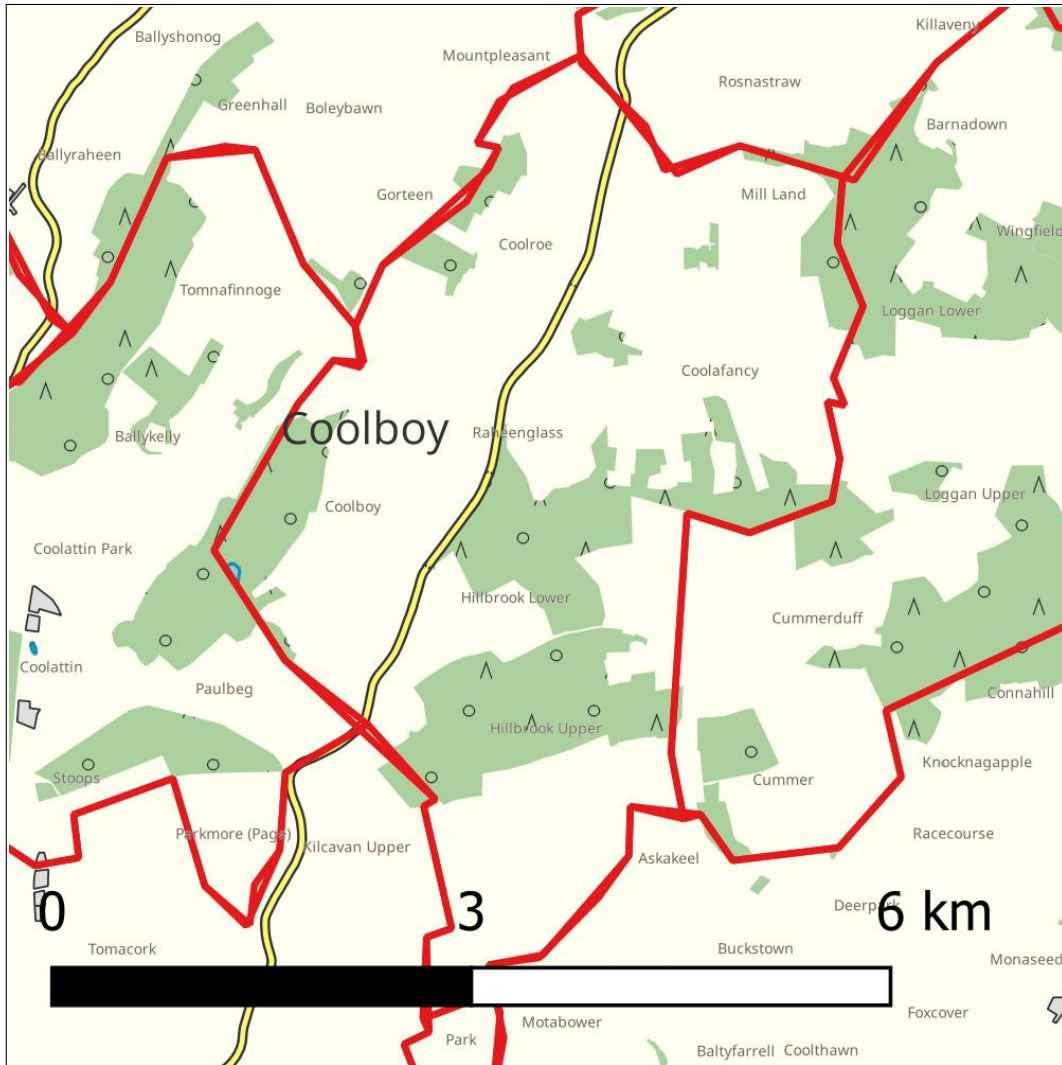 Killaveny
Ballyshonog
Mountpleasant
Rosnastraw
Greenhall
Boleybawn
Barnadown
Ballyraheen
Gorteen
Mill Land
Wingfield
Coolroe
Tomnafinnoge
Loggan Lower
Coolafancy
Coolboy
Raheenglass
Ballykelly
Loggan Upper
Coolboy
Coolattin Park
Hillbrook Lower
Cummerduff
Coolattin
Paulbeg
Connahill
Hillbrook Upper
Knocknagapple
Stoops
Cummer
Parkmore (Page)
Kilcavan Upper
Racecourse
Askakeel
Deerpark
0 3 6 km
Tomacork
Buckstown
Monaseed
Motabower
Foxcover
Park
Baltyfarrell
Coolthawn